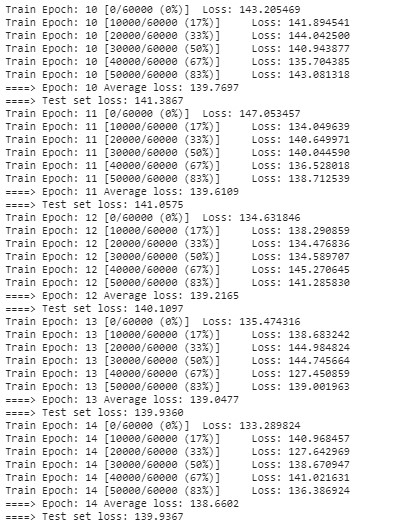 Train Epoch: 10 [0/60000 (0%)]  Loss: 143.205469
Train Epoch: 10 [10000/60000 (17%)]     Loss: 141.894541
Train Epoch: 10 [20000/60000 (33%)]     Loss: 144.042500
Train Epoch: 10 [30000/60000 (50%)]     Loss: 140.943877
Train Epoch: 10 [40000/60000 (67%)]     Loss: 135.704385
Train Epoch: 10 [50000/60000 (83%)]     Loss: 143.081318
====> Epoch: 10 Average loss: 139.7697
====> Test set loss: 141.3867
Train Epoch: 11 [0/60000 (0%)]  Loss: 147.053457
Train Epoch: 11 [10000/60000 (17%)]     Loss: 134.049639
Train Epoch: 11 [20000/60000 (33%)]     Loss: 140.649971
Train Epoch: 11 [30000/60000 (50%)]     Loss: 140.044590
Train Epoch: 11 [40000/60000 (67%)]     Loss: 136.528018
Train Epoch: 11 [50000/60000 (83%)]     Loss: 138.712539
====> Epoch: 11 Average loss: 139.6109
====> Test set loss: 141.0575
Train Epoch: 12 [0/60000 (0%)]  Loss: 134.631846
Train Epoch: 12 [10000/60000 (17%)]     Loss: 138.290859
Train Epoch: 12 [20000/60000 (33%)]     Loss: 134.476836
Train Epoch: 12 [30000/60000 (50%)]     Loss: 134.589707
Train Epoch: 12 [40000/60000 (67%)]     Loss: 145.270645
Train Epoch: 12 [50000/60000 (83%)]     Loss: 141.285830
====> Epoch: 12 Average loss: 139.2165
====> Test set loss: 140.1097
Train Epoch: 13 [0/60000 (0%)]  Loss: 135.474316
Train Epoch: 13 [10000/60000 (17%)]     Loss: 138.683242
Train Epoch: 13 [20000/60000 (33%)]     Loss: 144.984824
Train Epoch: 13 [30000/60000 (50%)]     Loss: 144.745664
Train Epoch: 13 [40000/60000 (67%)]     Loss: 127.450859
Train Epoch: 13 [50000/60000 (83%)]     Loss: 139.001963
====> Epoch: 13 Average loss: 139.0477
====> Test set loss: 139.9360
Train Epoch: 14 [0/60000 (0%)]  Loss: 133.289824
Train Epoch: 14 [10000/60000 (17%)]     Loss: 140.968457
Train Epoch: 14 [20000/60000 (33%)]     Loss: 127.642969
Train Epoch: 14 [30000/60000 (50%)]     Loss: 138.670947
Train Epoch: 14 [40000/60000 (67%)]     Loss: 141.021631
Train Epoch: 14 [50000/60000 (83%)]     Loss: 136.386924
====> Epoch: 14 Average loss: 138.6602
====> Test set loss: 139.9367